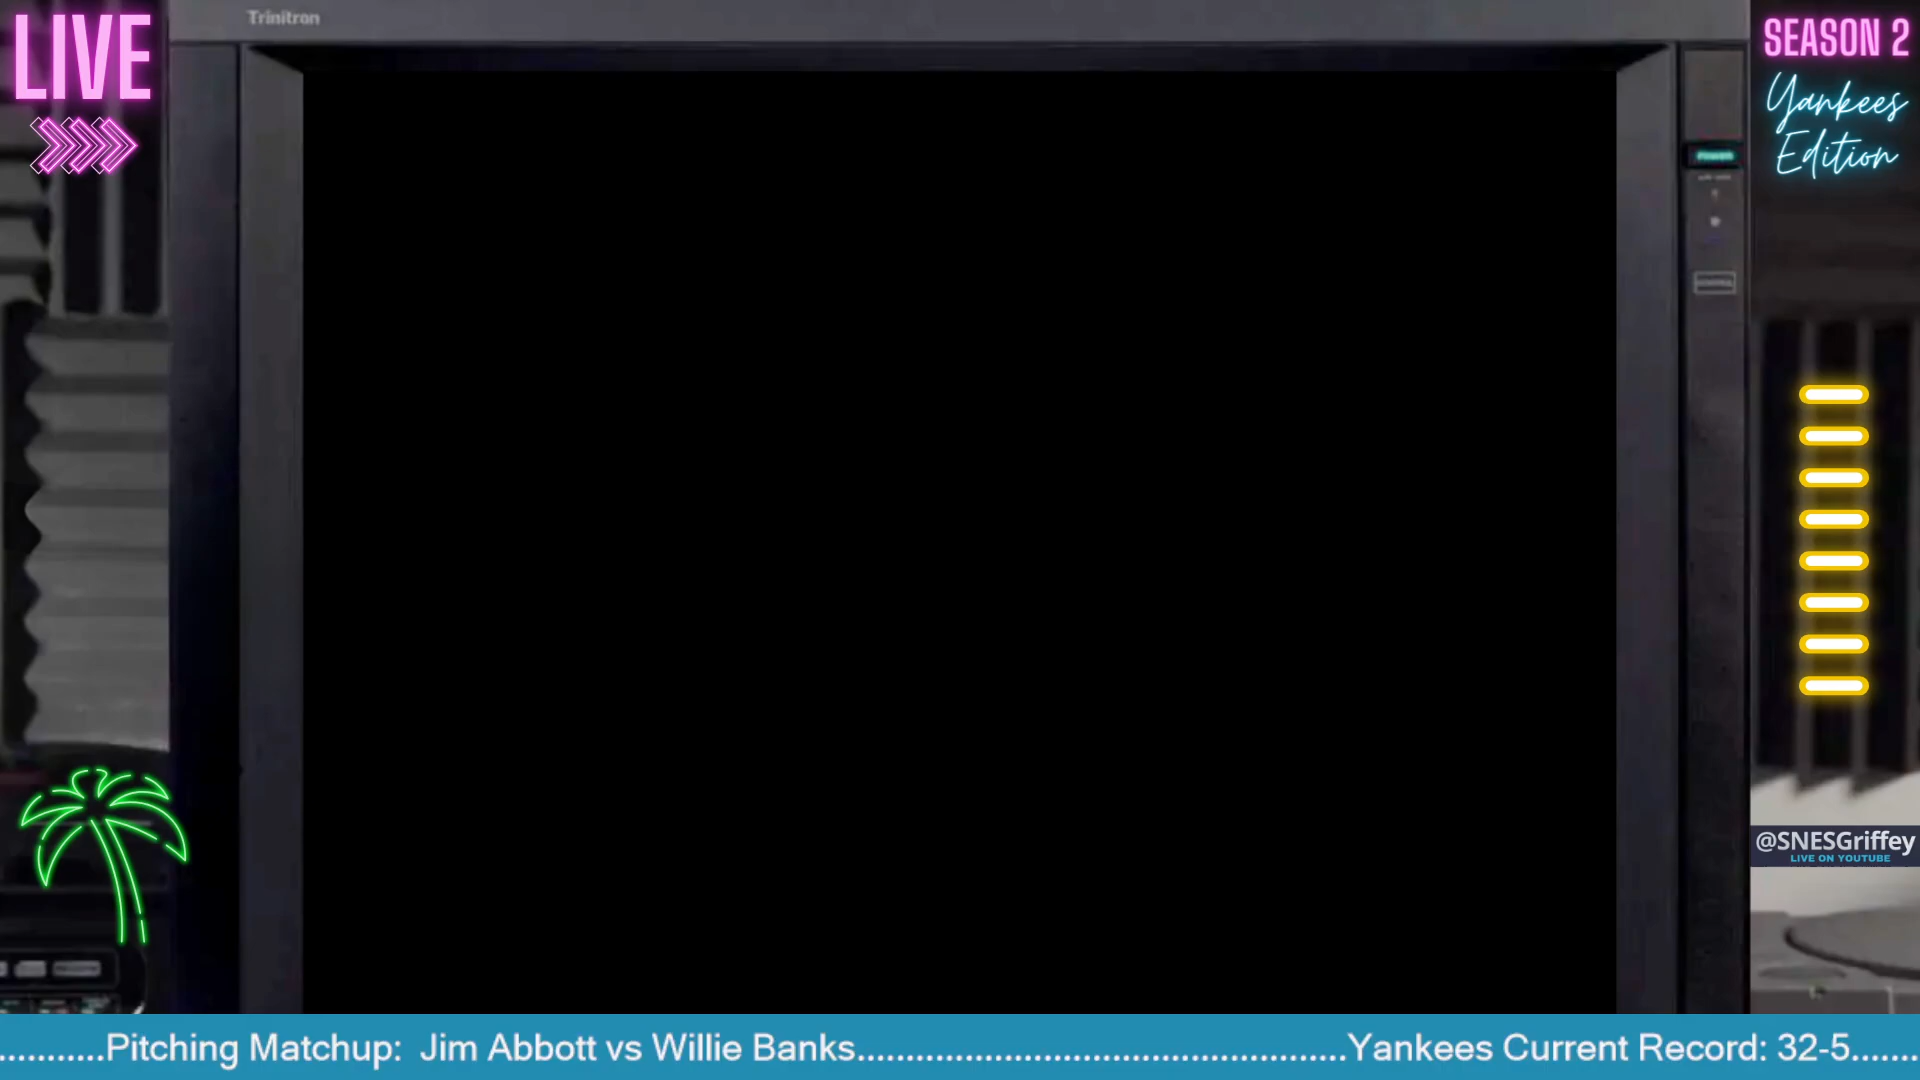 Trinitron
LIVE
SEASON 2
Yankees
Edition
@SNESGriffey
LIVE ON YOUTUBE
...........Pitching Matchup:  Jim Abbott vs Willie Banks..........................................Yankees Current Record: 32-5.......